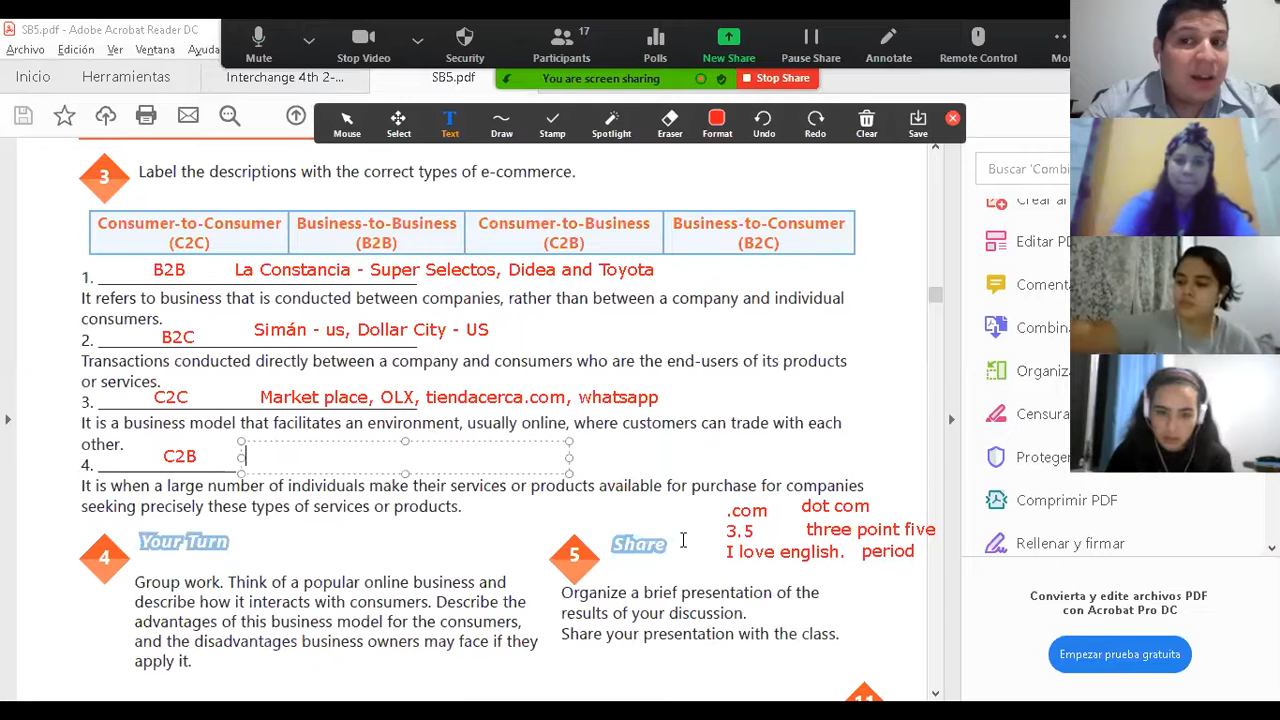 SB5.pdf - Adobe Acrobat Reader DC
Archivo Edición Ver Ventana Ayuda
Mute Stop Video Security 17 Participants Polls New Share Pause Share Annotate Remote Control
Inicio Herramientas Interchange 4th 2-... SB5.pdf
You are screen sharing Stop Share
Mouse Select Text Draw Stamp Spotlight Eraser Format Undo Redo Clear Save
3 Label the descriptions with the correct types of e-commerce.
Consumer-to-Consumer (C2C)
Business-to-Business (B2B)
Consumer-to-Business (C2B)
Business-to-Consumer (B2C)
1. B2B La Constancia - Super Selectos, Didea and Toyota
It refers to business that is conducted between companies, rather than between a company and individual
consumers.
2. B2C Simán - us, Dollar City - US
Transactions conducted directly between a company and consumers who are the end-users of its products
or services.
3. C2C Market place, OLX, tiendacerca.com, whatsapp
It is a business model that facilitates an environment, usually online, where customers can trade with each
other.
4. C2B
It is when a large number of individuals make their services or products available for purchase for companies
seeking precisely these types of services or products.
.com dot com
3.5 three point five
I love english. period
4 Your Turn
Group work. Think of a popular online business and
describe how it interacts with consumers. Describe the
advantages of this business model for the consumers,
and the disadvantages business owners may face if they
apply it.
5 Share
Organize a brief presentation of the
results of your discussion.
Share your presentation with the class.
11
Buscar 'Combin
Crear ar
Editar PD
Coment
Combin
Organiz
Censura
Proteger
Comprimir PDF
Rellenar y firmar
Convierta y edite archivos PDF
con Acrobat Pro DC
Empezar prueba gratuita